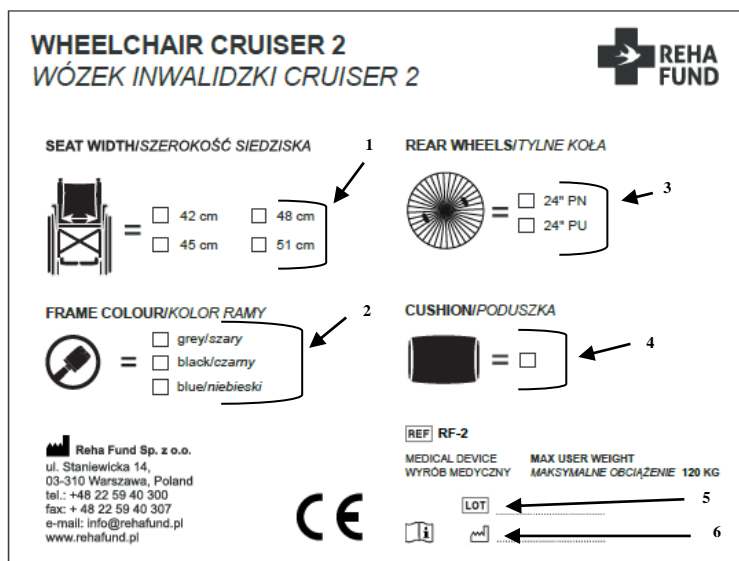 WHEELCHAIR CRUISER 2
WÓZEK INWALIDZKI CRUISER 2
REHA
FUND
SEAT WIDTH/SZEROKOŚĆ SIEDZISKA
1
= 42 cm 48 cm
45 cm 51 cm
REAR WHEELS/TYLNE KOŁA
3
= 24" PN
24" PU
FRAME COLOUR/KOLOR RAMY
2
grey/szary
= black/czarny
blue/niebieski
CUSHION/PODUSZKA
4
=
Reha Fund Sp. z o.o.
ul. Staniewicka 14,
03-310 Warszawa, Poland
tel.: +48 22 59 40 300
fax: + 48 22 59 40 307
e-mail: info@rehafund.pl
www.rehafund.pl
CE
REF RF-2
MEDICAL DEVICE MAX USER WEIGHT
WYRÓB MEDYCZNY MAKSYMALNE OBCIĄŻENIE 120 KG
LOT 5
i 6